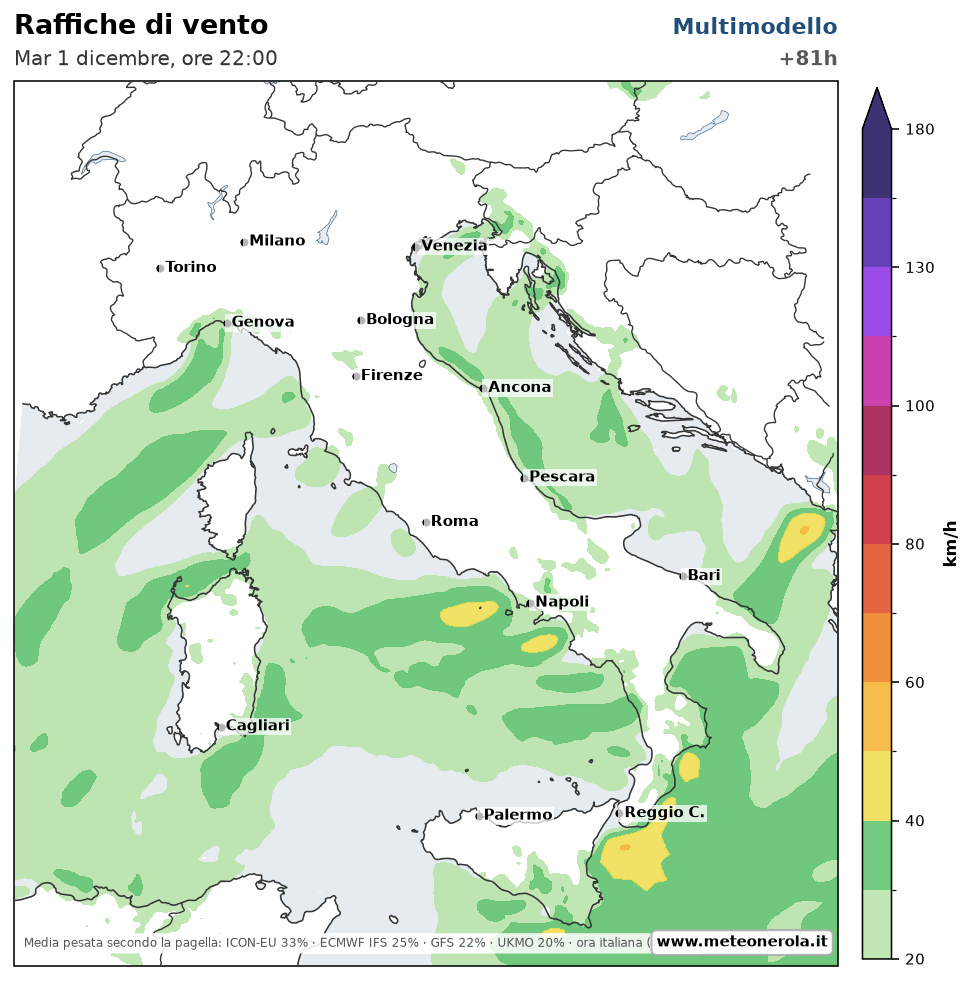 Raffiche di vento
Multimodello
Mar 1 dicembre, ore 22:00
+81h
180
Milano
Venezia
Torino
130
Genova
Bologna
Firenze
Ancona
100
Pescara
Roma
80
km/h
Bari
Napoli
60
Cagliari
Palermo
Reggio C.
40
Media pesata secondo la pagella: ICON-EU 33% · ECMWF IFS 25% · GFS 22% · UKMO 20% · ora italiana (
www.meteonerola.it
20